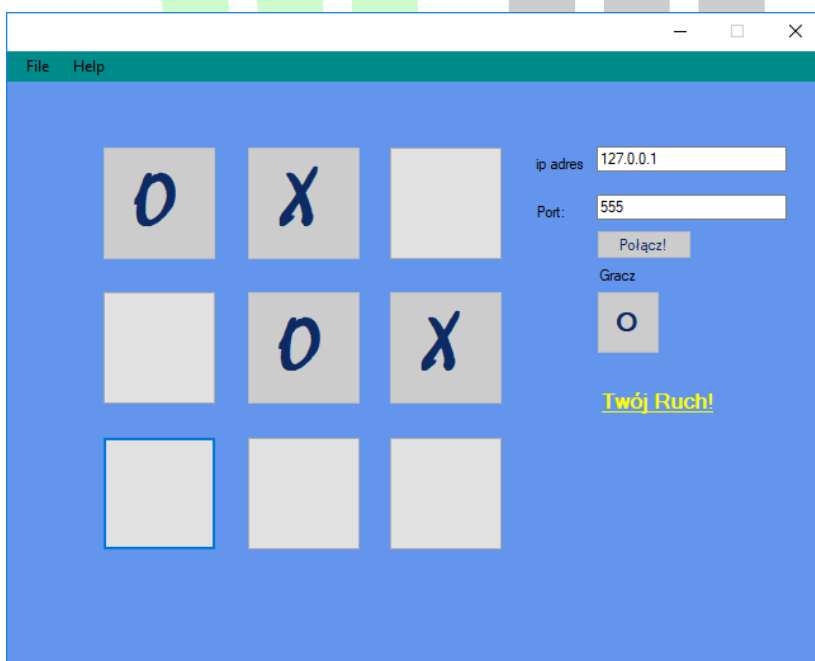 File Help
O X
O X
ip adres 127.0.0.1
Port: 555
Połącz!
Gracz
O
Twój Ruch!